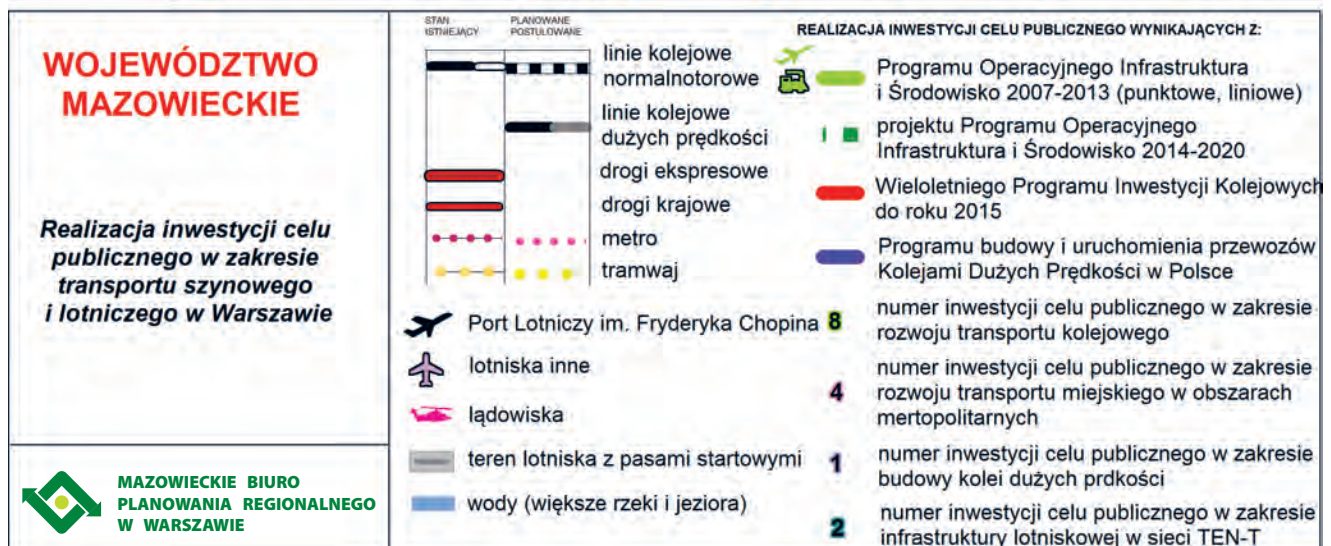 WOJEWÓDZTWO
MAZOWIECKIE
Realizacja inwestycji celu
publicznego w zakresie
transportu szynowego
i lotniczego w Warszawie
MAZOWIECKIE BIURO
PLANOWANIA REGIONALNEGO
W WARSZAWIE
STAN
ISTNIEJĄCY
PLANOWANE
POSTULOWANE
linie kolejowe
normalnotorowe
linie kolejowe
dużych prędkości
drogi ekspresowe
drogi krajowe
metro
tramwaj
Port Lotniczy im. Fryderyka Chopina
lotniska inne
lądowiska
teren lotniska z pasami startowymi
wody (większe rzeki i jeziora)
REALIZACJA INWESTYCJI CELU PUBLICZNEGO WYNIKAJĄCYCH Z:
Programu Operacyjnego Infrastruktura
i Środowisko 2007-2013 (punktowe, liniowe)
projektu Programu Operacyjnego
Infrastruktura i Środowisko 2014-2020
Wieloletniego Programu Inwestycji Kolejowych
do roku 2015
Programu budowy i uruchomienia przewozów
Kolejami Dużych Prędkości w Polsce
8 numer inwestycji celu publicznego w zakresie
rozwoju transportu kolejowego
4 numer inwestycji celu publicznego w zakresie
rozwoju transportu miejskiego w obszarach
mertopolitarnych
1 numer inwestycji celu publicznego w zakresie
budowy kolei dużych prdkości
2 numer inwestycji celu publicznego w zakresie
infrastruktury lotniskowej w sieci TEN-T